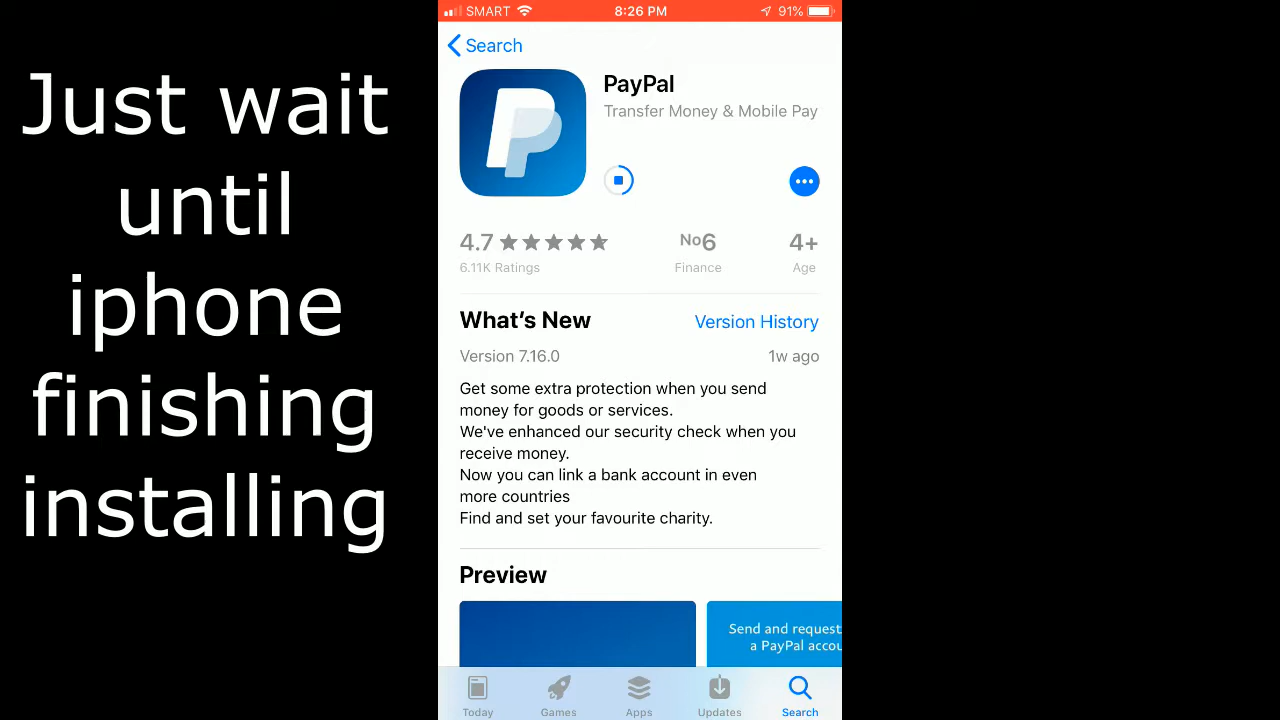 Just wait
until
iphone
finishing
installing
SMART 8:26 PM 91%
Search
PayPal
Transfer Money & Mobile Pay
4.7 No6 4+
6.11K Ratings Finance Age
What's New Version History
Version 7.16.0 1w ago
Get some extra protection when you send
money for goods or services.
We've enhanced our security check when you
receive money.
Now you can link a bank account in even
more countries
Find and set your favourite charity.
Preview
Send and request
a PayPal accou
Today Games Apps Updates Search